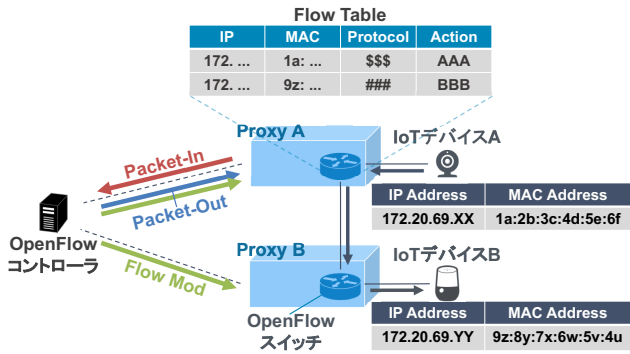 Flow Table
IP MAC Protocol Action
172. ... 1a: ... $$$ AAA
172. ... 9z: ... ### BBB
Proxy A
IoTデバイスA
Packet-In
Packet-Out
IP Address MAC Address
172.20.69.XX 1a:2b:3c:4d:5e:6f
OpenFlow
コントローラ
Flow Mod
Proxy B
IoTデバイスB
OpenFlow
スイッチ
IP Address MAC Address
172.20.69.YY 9z:8y:7x:6w:5v:4u